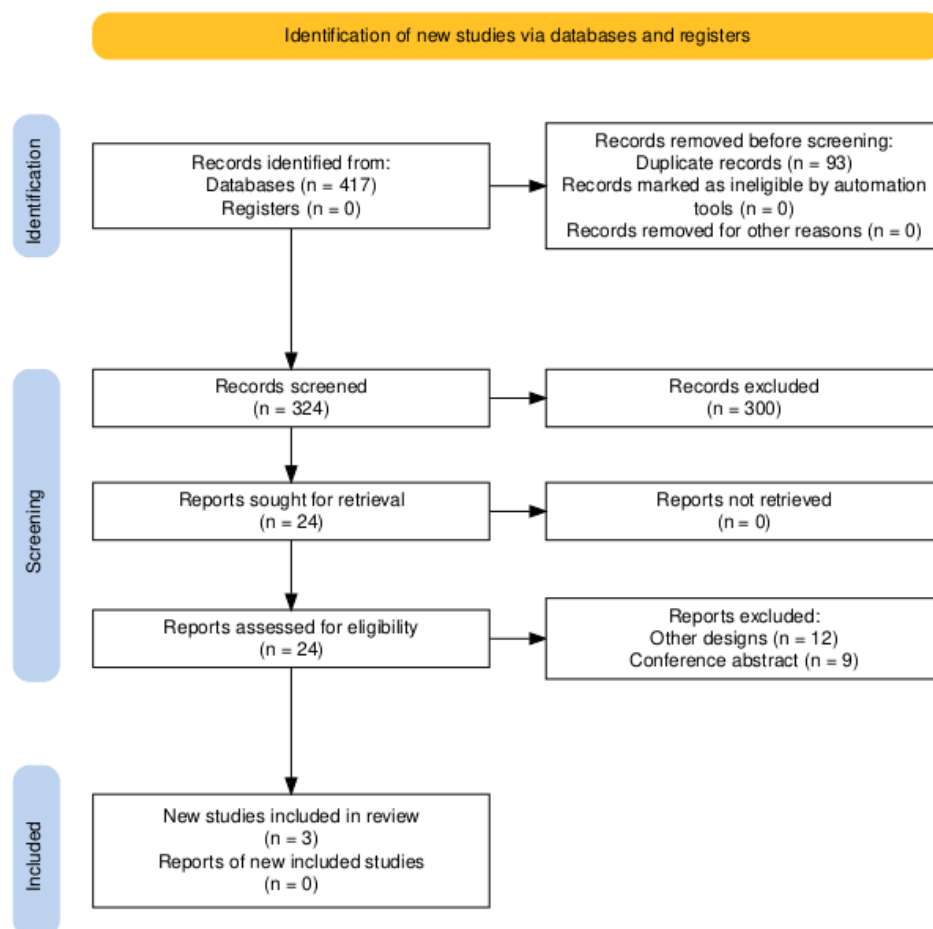 Identification of new studies via databases and registers
Identification
Records identified from:
Databases (n = 417)
Registers (n = 0)
Records removed before screening:
Duplicate records (n = 93)
Records marked as ineligible by automation
tools (n = 0)
Records removed for other reasons (n = 0)
Screening
Records screened
(n = 324)
Records excluded
(n = 300)
Reports sought for retrieval
(n = 24)
Reports not retrieved
(n = 0)
Reports assessed for eligibility
(n = 24)
Reports excluded:
Other designs (n = 12)
Conference abstract (n = 9)
Included
New studies included in review
(n = 3)
Reports of new included studies
(n = 0)